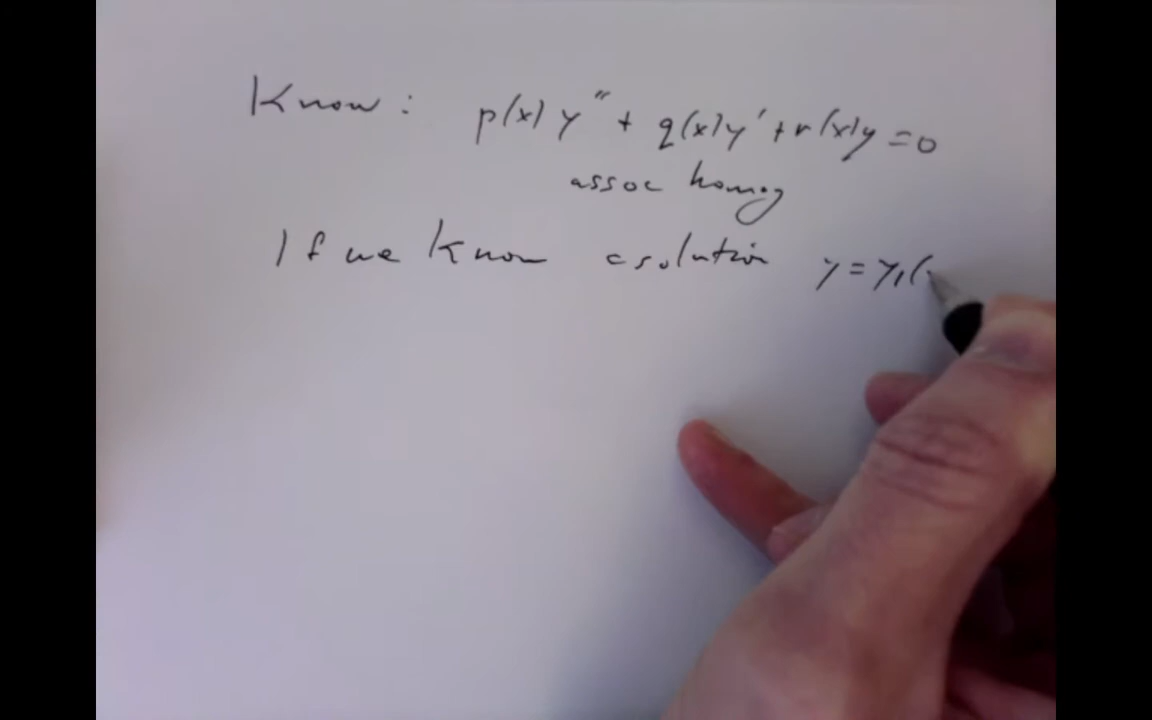 Know: p(x) y'' + q(x)y' + r(x)y = 0
assoc homog
If we know a solution y = y₁(